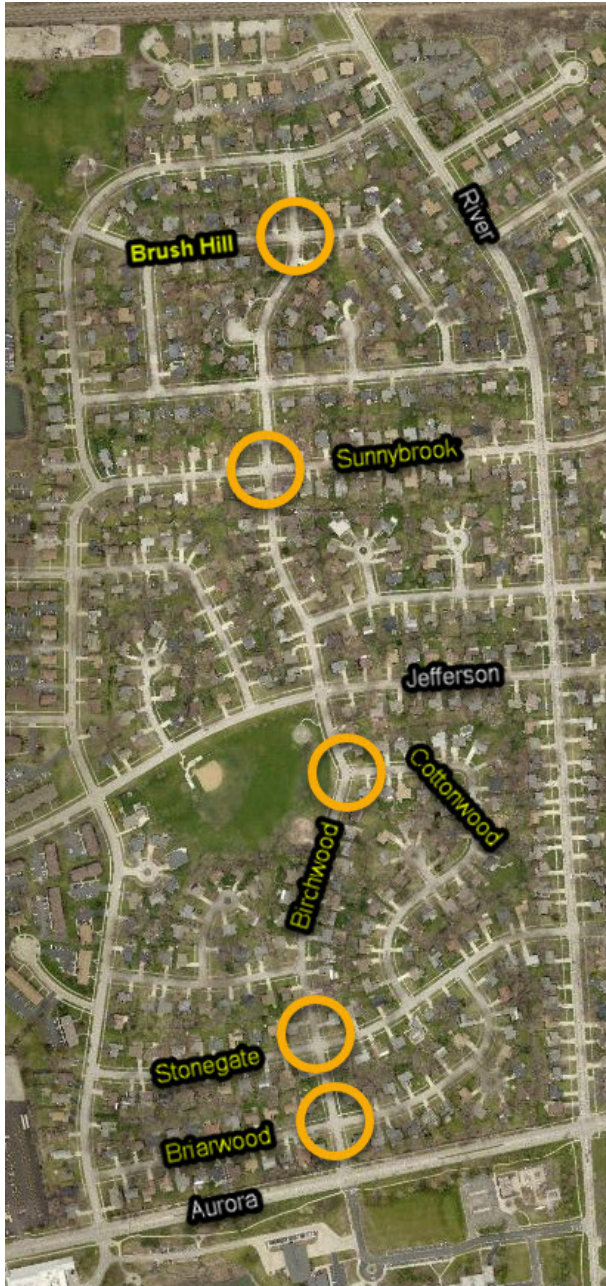 River
Brush Hill
Sunnybrook
Jefferson
Cottonwood
Birchwood
Stonegate
Briarwood
Aurora